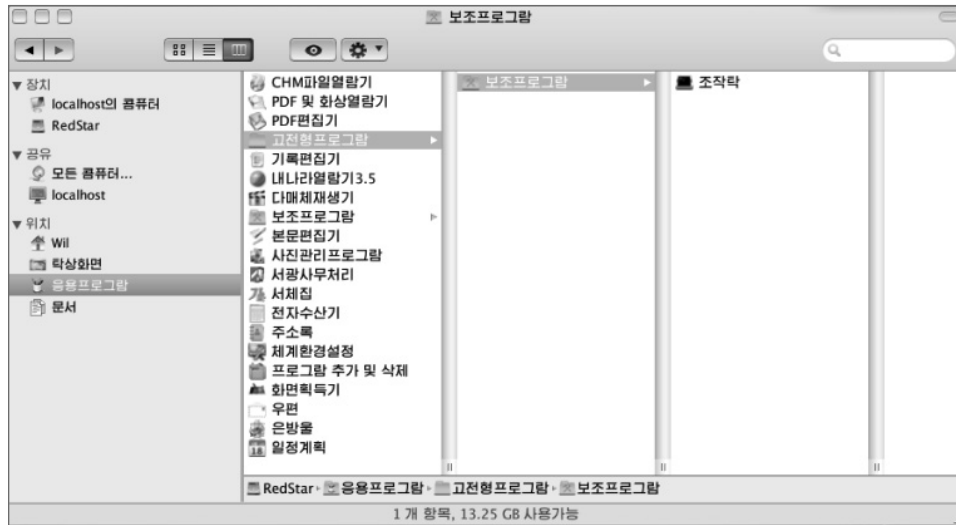 보조프로그람
장치
localhost의 콤퓨터
RedStar
공유
모든 콤퓨터...
localhost
위치
Wil
탁상화면
응용프로그람
문서
CHM파일열람기
PDF 및 화상열람기
PDF편집기
고전형프로그람
기록편집기
내나라열람기3.5
다매체재생기
보조프로그람
본문편집기
사진관리프로그람
서광사무처리
서체집
전자수산기
주소록
체계환경설정
프로그람 추가 및 삭제
화면획득기
우편
은방울
18 일정계획
보조프로그람
조작탁
RedStar 응용프로그람 고전형프로그람 보조프로그람
1 개 항목, 13.25 GB 사용가능